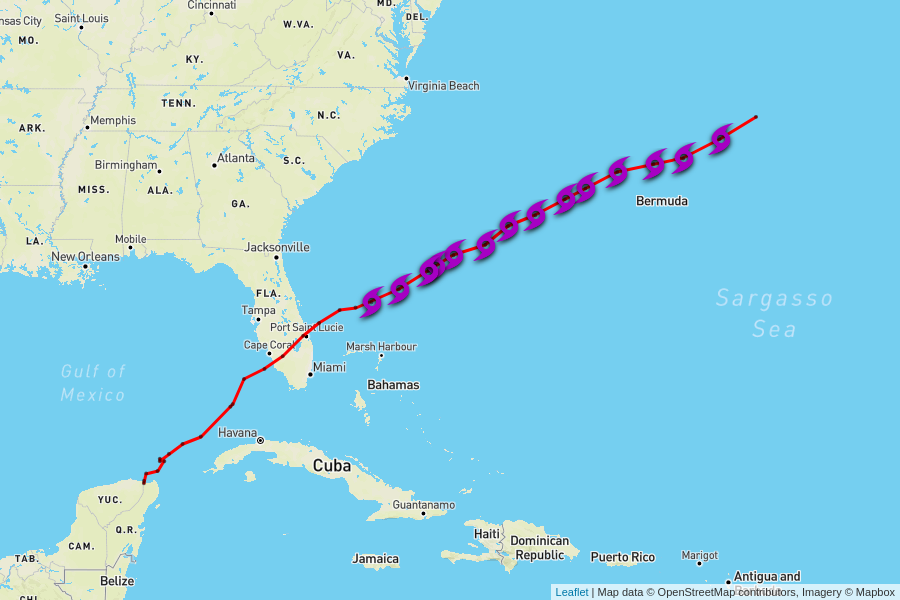 Cincinnati
MD.
nsas City
Saint Louis
DEL.
W.VA.
MO.
VA.
KY.
Virginia Beach
TENN.
N.C.
Memphis
ARK.
Atlanta
Birmingham
S.C.
MISS.
ALA.
GA.
Bermuda
LA.
Mobile
Jacksonville
New Orleans
FLA.
Sargasso
Sea
Tampa
Port Saint Lucie
Cape Coral
Marsh Harbour
Gulf of
Mexico
Miami
Bahamas
Havana
Cuba
YUC.
Guantanamo
Q.R.
Haiti
Dominican
Republic
CAM.
TAB.
Jamaica
Puerto Rico
Marigot
Belize
Antigua and
Leaflet | Map data © OpenStreetMap contributors, Imagery © Mapbox